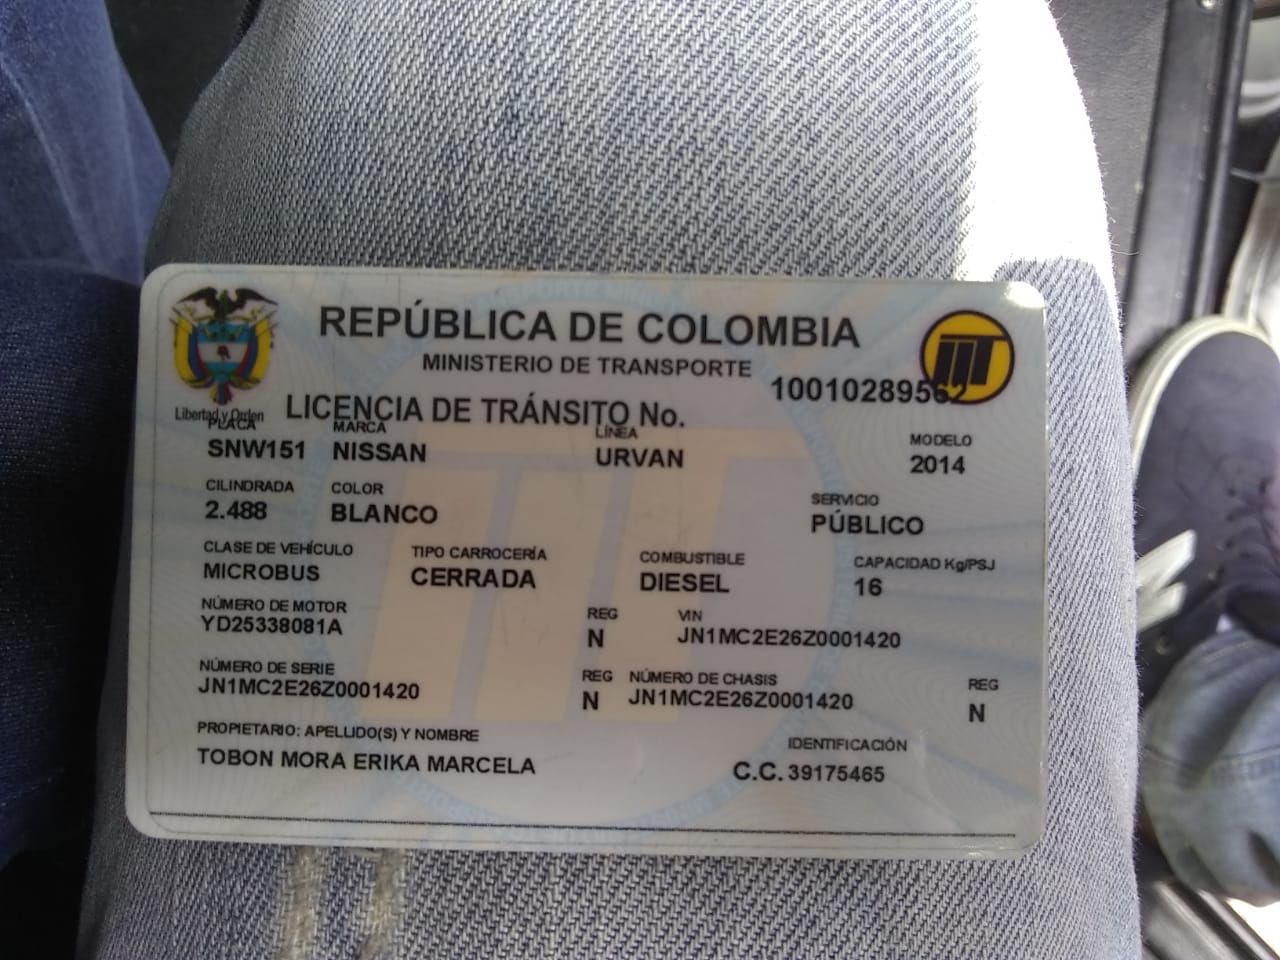 REPÚBLICA DE COLOMBIA
MINISTERIO DE TRANSPORTE
Libertad y Orden
LICENCIA DE TRÁNSITO No. 10010289562
PLACA MARCA LÍNEA MODELO
SNW151 NISSAN URVAN 2014
CILINDRADA COLOR SERVICIO
2.488 BLANCO PÚBLICO
CLASE DE VEHÍCULO TIPO CARROCERÍA COMBUSTIBLE CAPACIDAD Kg/PSJ
MICROBUS CERRADA DIESEL 16
NÚMERO DE MOTOR REG VIN
YD25338081A N JN1MC2E26Z0001420
NÚMERO DE SERIE REG NÚMERO DE CHASIS REG
JN1MC2E26Z0001420 N JN1MC2E26Z0001420 N
PROPIETARIO: APELLIDO(S) Y NOMBRE IDENTIFICACIÓN
TOBON MORA ERIKA MARCELA C.C. 39175465